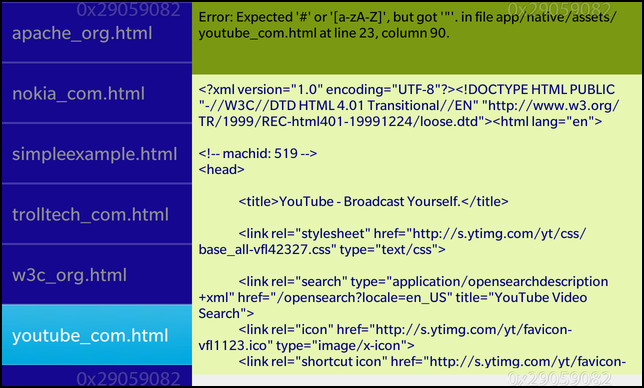 0x29059082
0x29059082
apache_org.html
nokia_com.html
simpleexample.html
trolltech_com.html
w3c_org.html
youtube_com.html
Error: Expected '#' or '[a-zA-Z]', but got '"'. in file app/native/assets/
youtube_com.html at line 23, column 90.
<?xml version="1.0" encoding="UTF-8"?><!DOCTYPE HTML PUBLIC
"-//W3C//DTD HTML 4.01 Transitional//EN" "http://www.w3.org/
TR/1999/REC-html401-19991224/loose.dtd"><html lang="en">
<!-- machid: 519 -->
<head>
<title>YouTube - Broadcast Yourself.</title>
<link rel="stylesheet" href="http://s.ytimg.com/yt/css/
base_all-vfl42327.css" type="text/css">
<link rel="search" type="application/opensearchdescription
+xml" href="/opensearch?locale=en_US" title="YouTube Video
Search">
<link rel="icon" href="http://s.ytimg.com/yt/favicon-
vfl1123.ico" type="image/x-icon">
<link rel="shortcut icon" href="http://s.ytimg.com/yt/favicon-
0x29059082
0x29059082